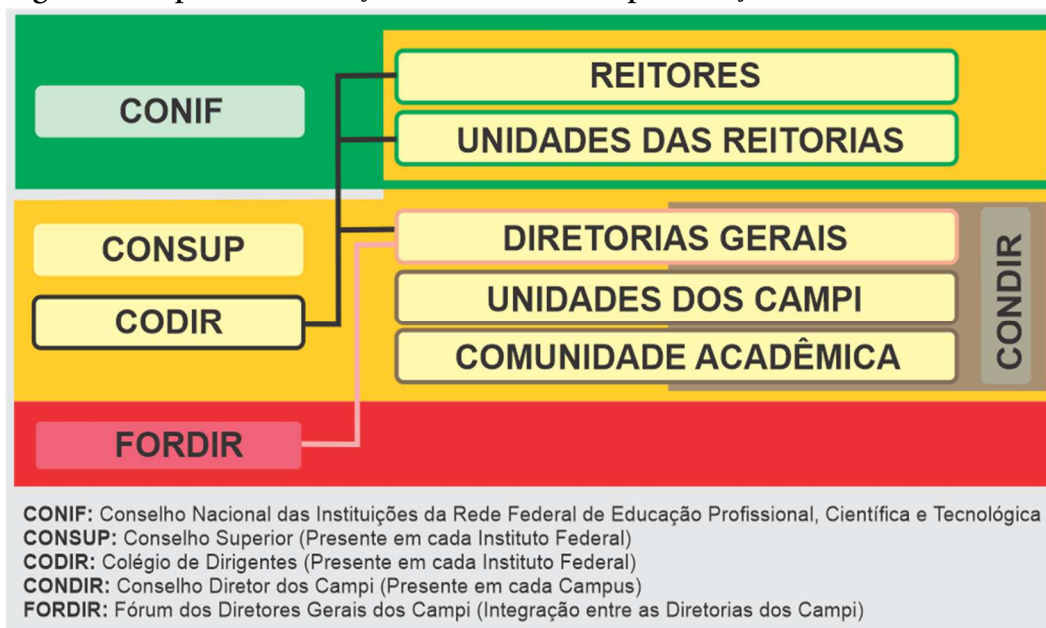 CONIF
REITORES
UNIDADES DAS REITORIAS
CONSUP
CODIR
DIRETORIAS GERAIS
UNIDADES DOS CAMPI
COMUNIDADE ACADÊMICA
CONDIR
FORDIR
CONIF: Conselho Nacional das Instituições da Rede Federal de Educação Profissional, Científica e Tecnológica
CONSUP: Conselho Superior (Presente em cada Instituto Federal)
CODIR: Colégio de Dirigentes (Presente em cada Instituto Federal)
CONDIR: Conselho Diretor dos Campi (Presente em cada Campus)
FORDIR: Fórum dos Diretores Gerais dos Campi (Integração entre as Diretorias dos Campi)